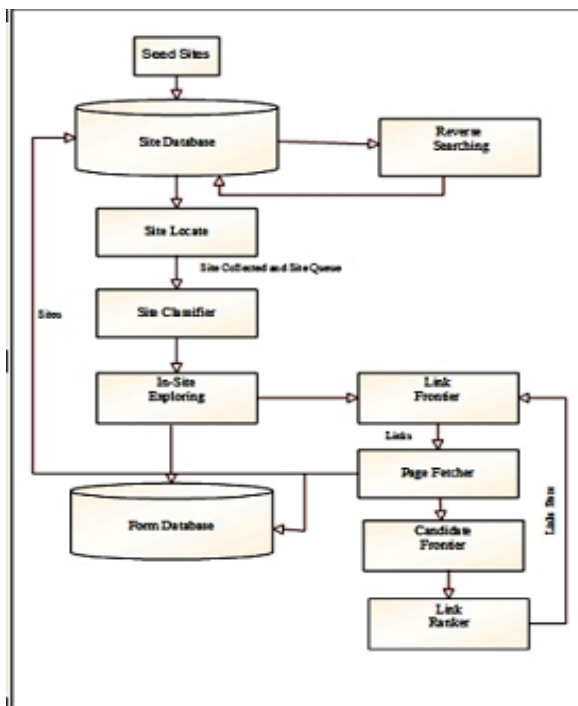 Seed Sites
Site Database
Reverse
Searching
Site Locate
Site Collected and Site Queue
Sites
Site Classifier
In-Site
Exploring
Link
Frontier
Links
Page Fetcher
Form Database
Candidate
Frontier
Links
Link
Ranker